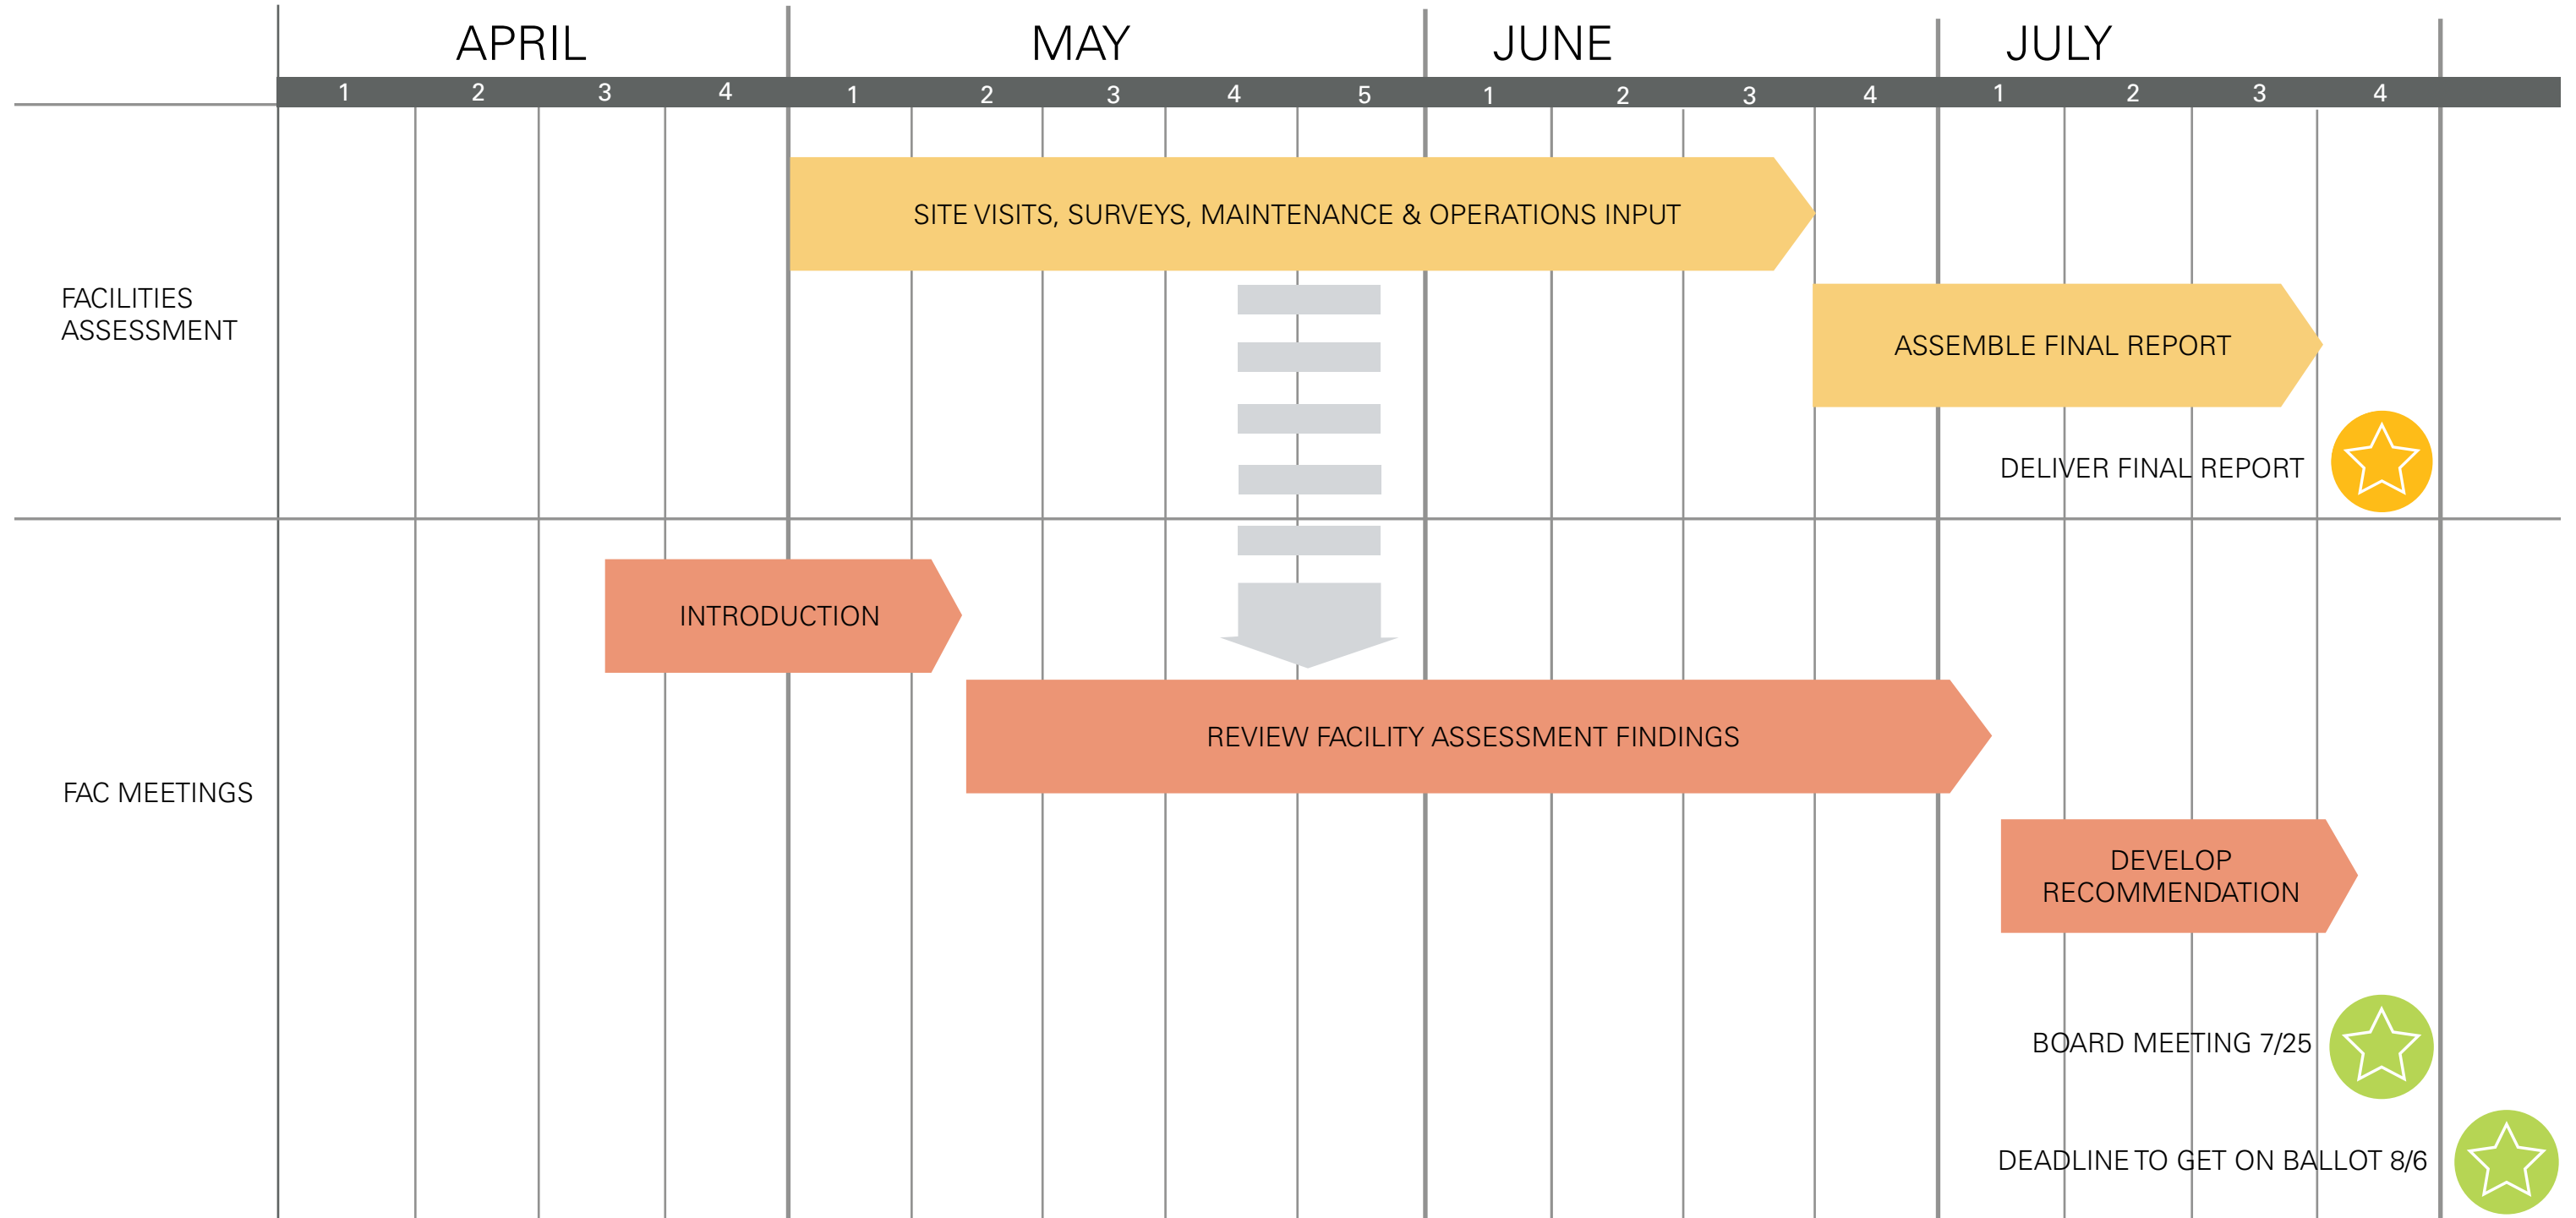 APRIL MAY JUNE JULY
1 2 3 4 1 2 3 4 5 1 2 3 4 1 2 3 4
SITE VISITS, SURVEYS, MAINTENANCE & OPERATIONS INPUT
FACILITIES
ASSESSMENT
ASSEMBLE FINAL REPORT
DELIVER FINAL REPORT
INTRODUCTION
REVIEW FACILITY ASSESSMENT FINDINGS
FAC MEETINGS
DEVELOP
RECOMMENDATION
BOARD MEETING 7/25
DEADLINE TO GET ON BALLOT 8/6